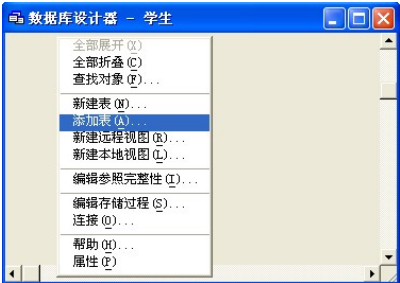 数据库设计器 - 学生
全部展开(X)
全部折叠(C)
查找对象(F)...
新建表(N)...
添加表(A)...
新建远程视图(R)...
新建本地视图(L)...
编辑参照完整性(I)...
编辑存储过程(S)...
连接(O)...
帮助(H)...
属性(P)